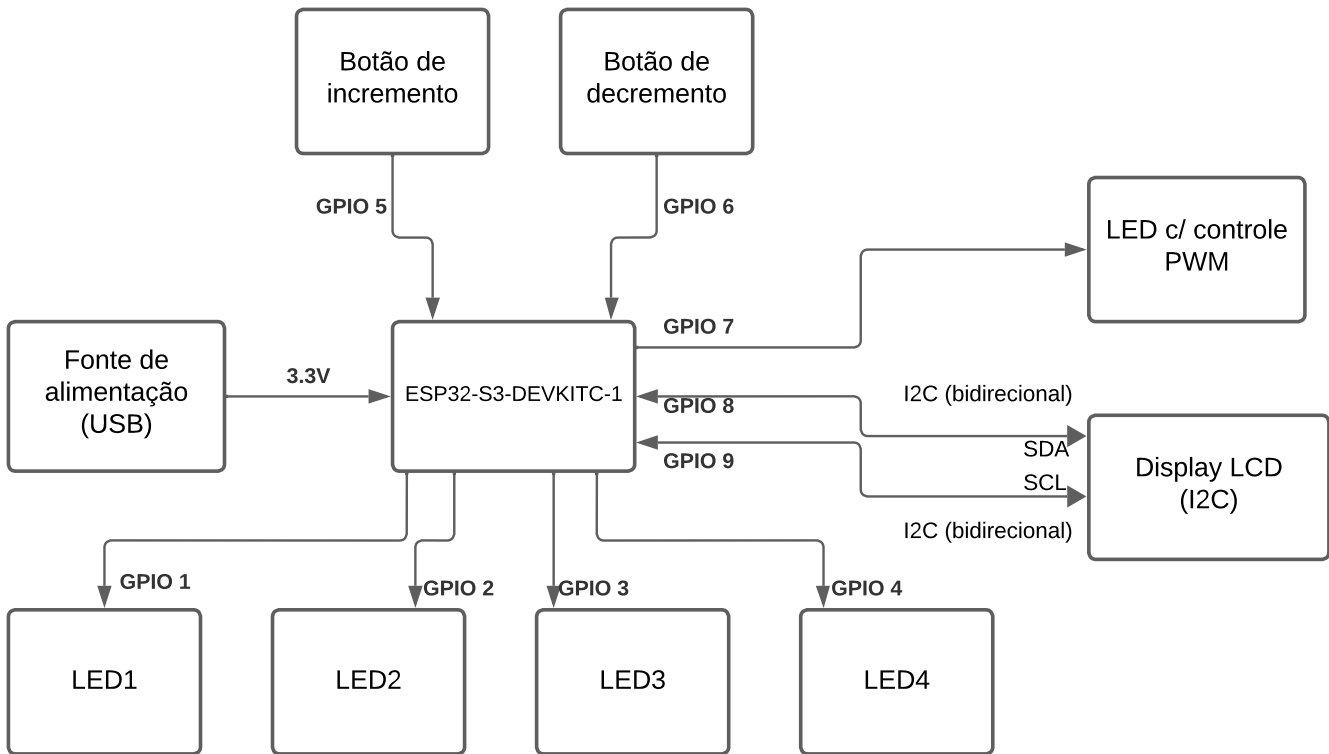 Botão de
incremento
Botão de
decremento
GPIO 5
GPIO 6
LED c/ controle
PWM
GPIO 7
Fonte de
alimentação
(USB)
3.3V
ESP32-S3-DEVKITC-1
I2C (bidirecional)
GPIO 8
SDA
GPIO 9
SCL
Display LCD
(I2C)
I2C (bidirecional)
GPIO 1
GPIO 2
GPIO 3
GPIO 4
LED1
LED2
LED3
LED4